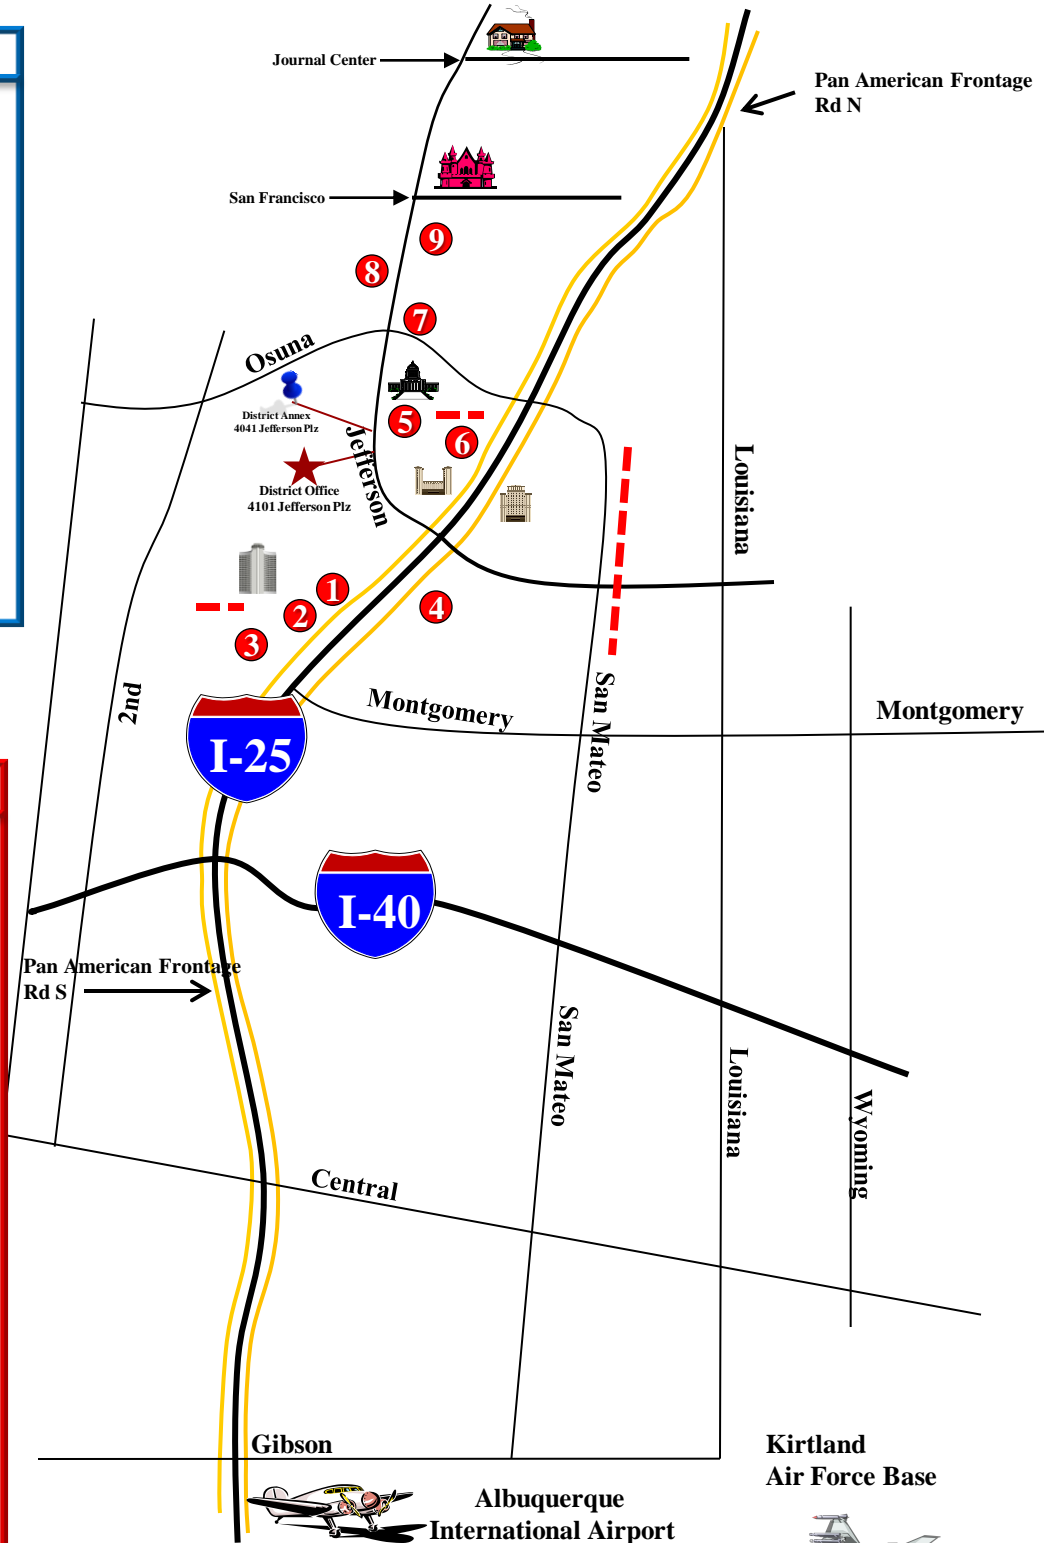 Journal Center
Pan American Frontage
Rd N
San Francisco
9
8
7
Osuna
District Annex
4041 Jefferson Plz
5
6
Jefferson
Louisiana
District Office
4101 Jefferson Plz
1
2
3
4
2nd
San Mateo
Montgomery
Montgomery
I-25
I-40
Pan American Frontage
Rd S
San Mateo
Louisiana
Wyoming
Central
Gibson
Kirtland
Air Force Base
Albuquerque
International Airport